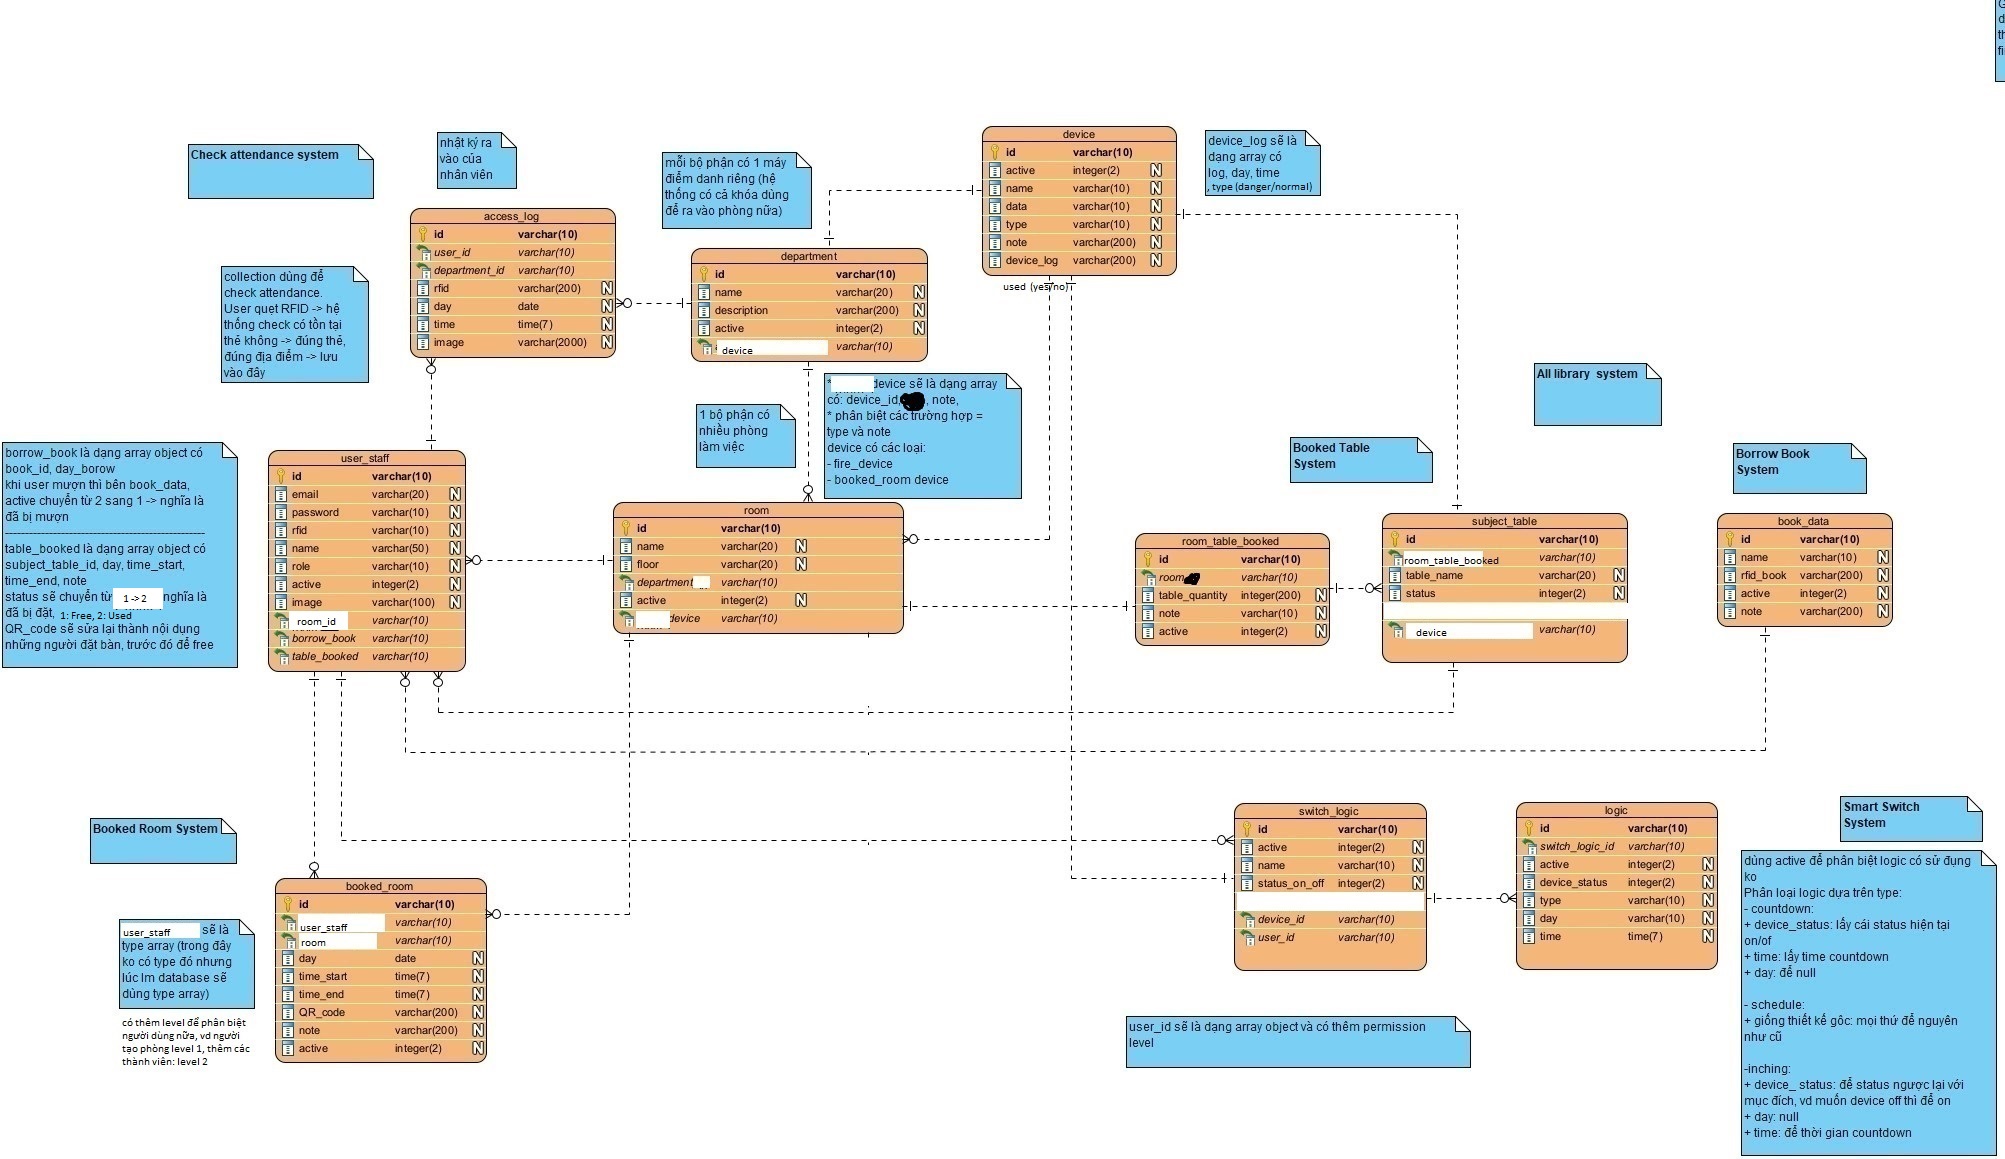 G
d
th
fi
Check attendance system
nhật ký ra
vào của
nhân viên
mỗi bộ phận có 1 máy
điểm danh riêng (hệ
thống có cả khóa dùng
để ra vào phòng nữa)
device
id varchar(10)
active integer(2) N
name varchar(10) N
data varchar(10) N
type varchar(10) N
note varchar(200) N
device_log varchar(200) N
used (yes/no)
device_log sẽ là
dạng array có
log, day, time
, type (danger/normal)
access_log
id varchar(10)
user_id varchar(10)
department_id varchar(10)
rfid varchar(200) N
day date N
time time(7) N
image varchar(2000) N
department
id varchar(10)
name varchar(20) N
description varchar(200) N
active integer(2) N
device varchar(10)
collection dùng để
check attendance.
User quẹt RFID -> hệ
thống check có tồn tại
thẻ không -> đúng thẻ,
đúng địa điểm -> lưu
vào đây
1 bộ phận có
nhiều phòng
làm việc
* device sẽ là dạng array
có: device_id, , note,
* phân biệt các trường hợp =
type và note
device có các loại:
- fire_device
- booked_room device
All library system
Booked Table
System
Borrow Book
System
borrow_book là dạng array object có
book_id, day_borow
khi user mượn thì bên book_data,
active chuyển từ 2 sang 1 -> nghĩa là
đã bị mượn
------------------------------------------------
table_booked là dạng array object có
subject_table_id, day, time_start,
time_end, note
status sẽ chuyển từ 1 -> 2 nghĩa là
đã bị đặt, 1: Free, 2: Used
QR_code sẽ sửa lại thành nội dụng
những người đặt bàn, trước đó để free
user_staff
id varchar(10)
email varchar(20) N
password varchar(10) N
rfid varchar(10) N
name varchar(50) N
role varchar(10) N
active integer(2) N
image varchar(100) N
room_id varchar(10)
borrow_book varchar(10)
table_booked varchar(10)
room
id varchar(10)
name varchar(20) N
floor varchar(20) N
department varchar(10)
active integer(2) N
device varchar(10)
room_table_booked
id varchar(10)
room varchar(10)
table_quantity integer(200) N
note varchar(10) N
active integer(2) N
subject_table
id varchar(10)
room_table_booked varchar(10)
table_name varchar(20) N
status integer(2) N
device varchar(10)
book_data
id varchar(10)
name varchar(10) N
rfid_book varchar(200) N
active integer(2) N
note varchar(200) N
Booked Room System
user_staff sẽ là
type array (trong đây
ko có type đó nhưng
lúc lm database sẽ
dùng type array)
có thêm level để phân biệt
người dùng nữa, vd người
tạo phòng level 1, thêm các
thành viên: level 2
booked_room
id varchar(10)
user_staff varchar(10)
room varchar(10)
day date N
time_start time(7) N
time_end time(7) N
QR_code varchar(200) N
note varchar(200) N
active integer(2) N
switch_logic
id varchar(10)
active integer(2) N
name varchar(10) N
status_on_off integer(2) N
device_id varchar(10)
user_id varchar(10)
logic
id varchar(10)
switch_logic_id varchar(10)
active integer(2) N
device_status integer(2) N
type varchar(10) N
day varchar(10) N
time time(7) N
user_id sẽ là dạng array object và có thêm permission
level
Smart Switch
System
dùng active để phân biệt logic có sử đụng
ko
Phân loại logic dựa trên type:
- countdown:
+ device_status: lấy cái status hiện tại
on/of
+ time: lấy time countdown
+ day: để null
- schedule:
+ giống thiết kế gôc: mọi thứ để nguyên
như cũ
-inching:
+ device_ status: để status ngược lại với
mục đích, vd muốn device off thì để on
+ day: null
+ time: để thời gian countdown